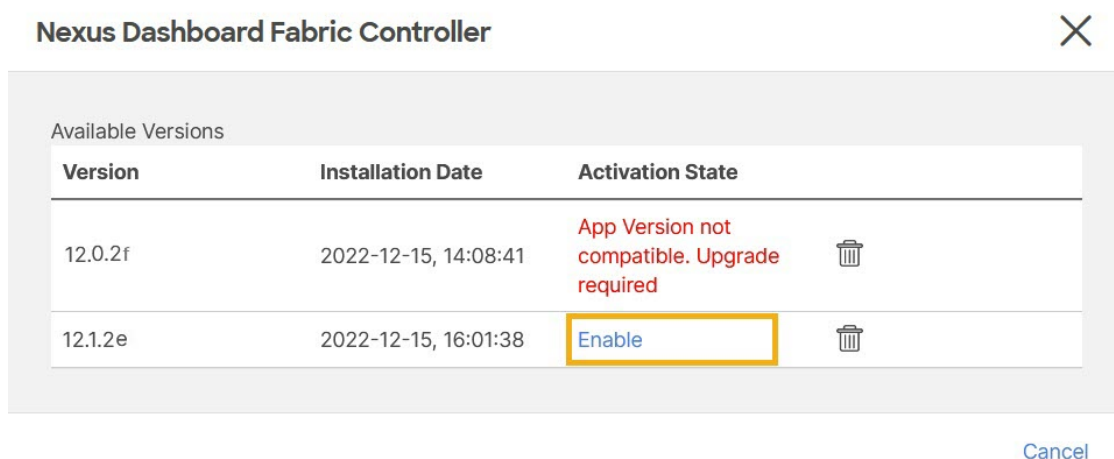 Nexus Dashboard Fabric Controller
Available Versions
Version Installation Date Activation State
12.0.2f 2022-12-15, 14:08:41 App Version not
compatible. Upgrade
required
12.1.2e 2022-12-15, 16:01:38 Enable
Cancel